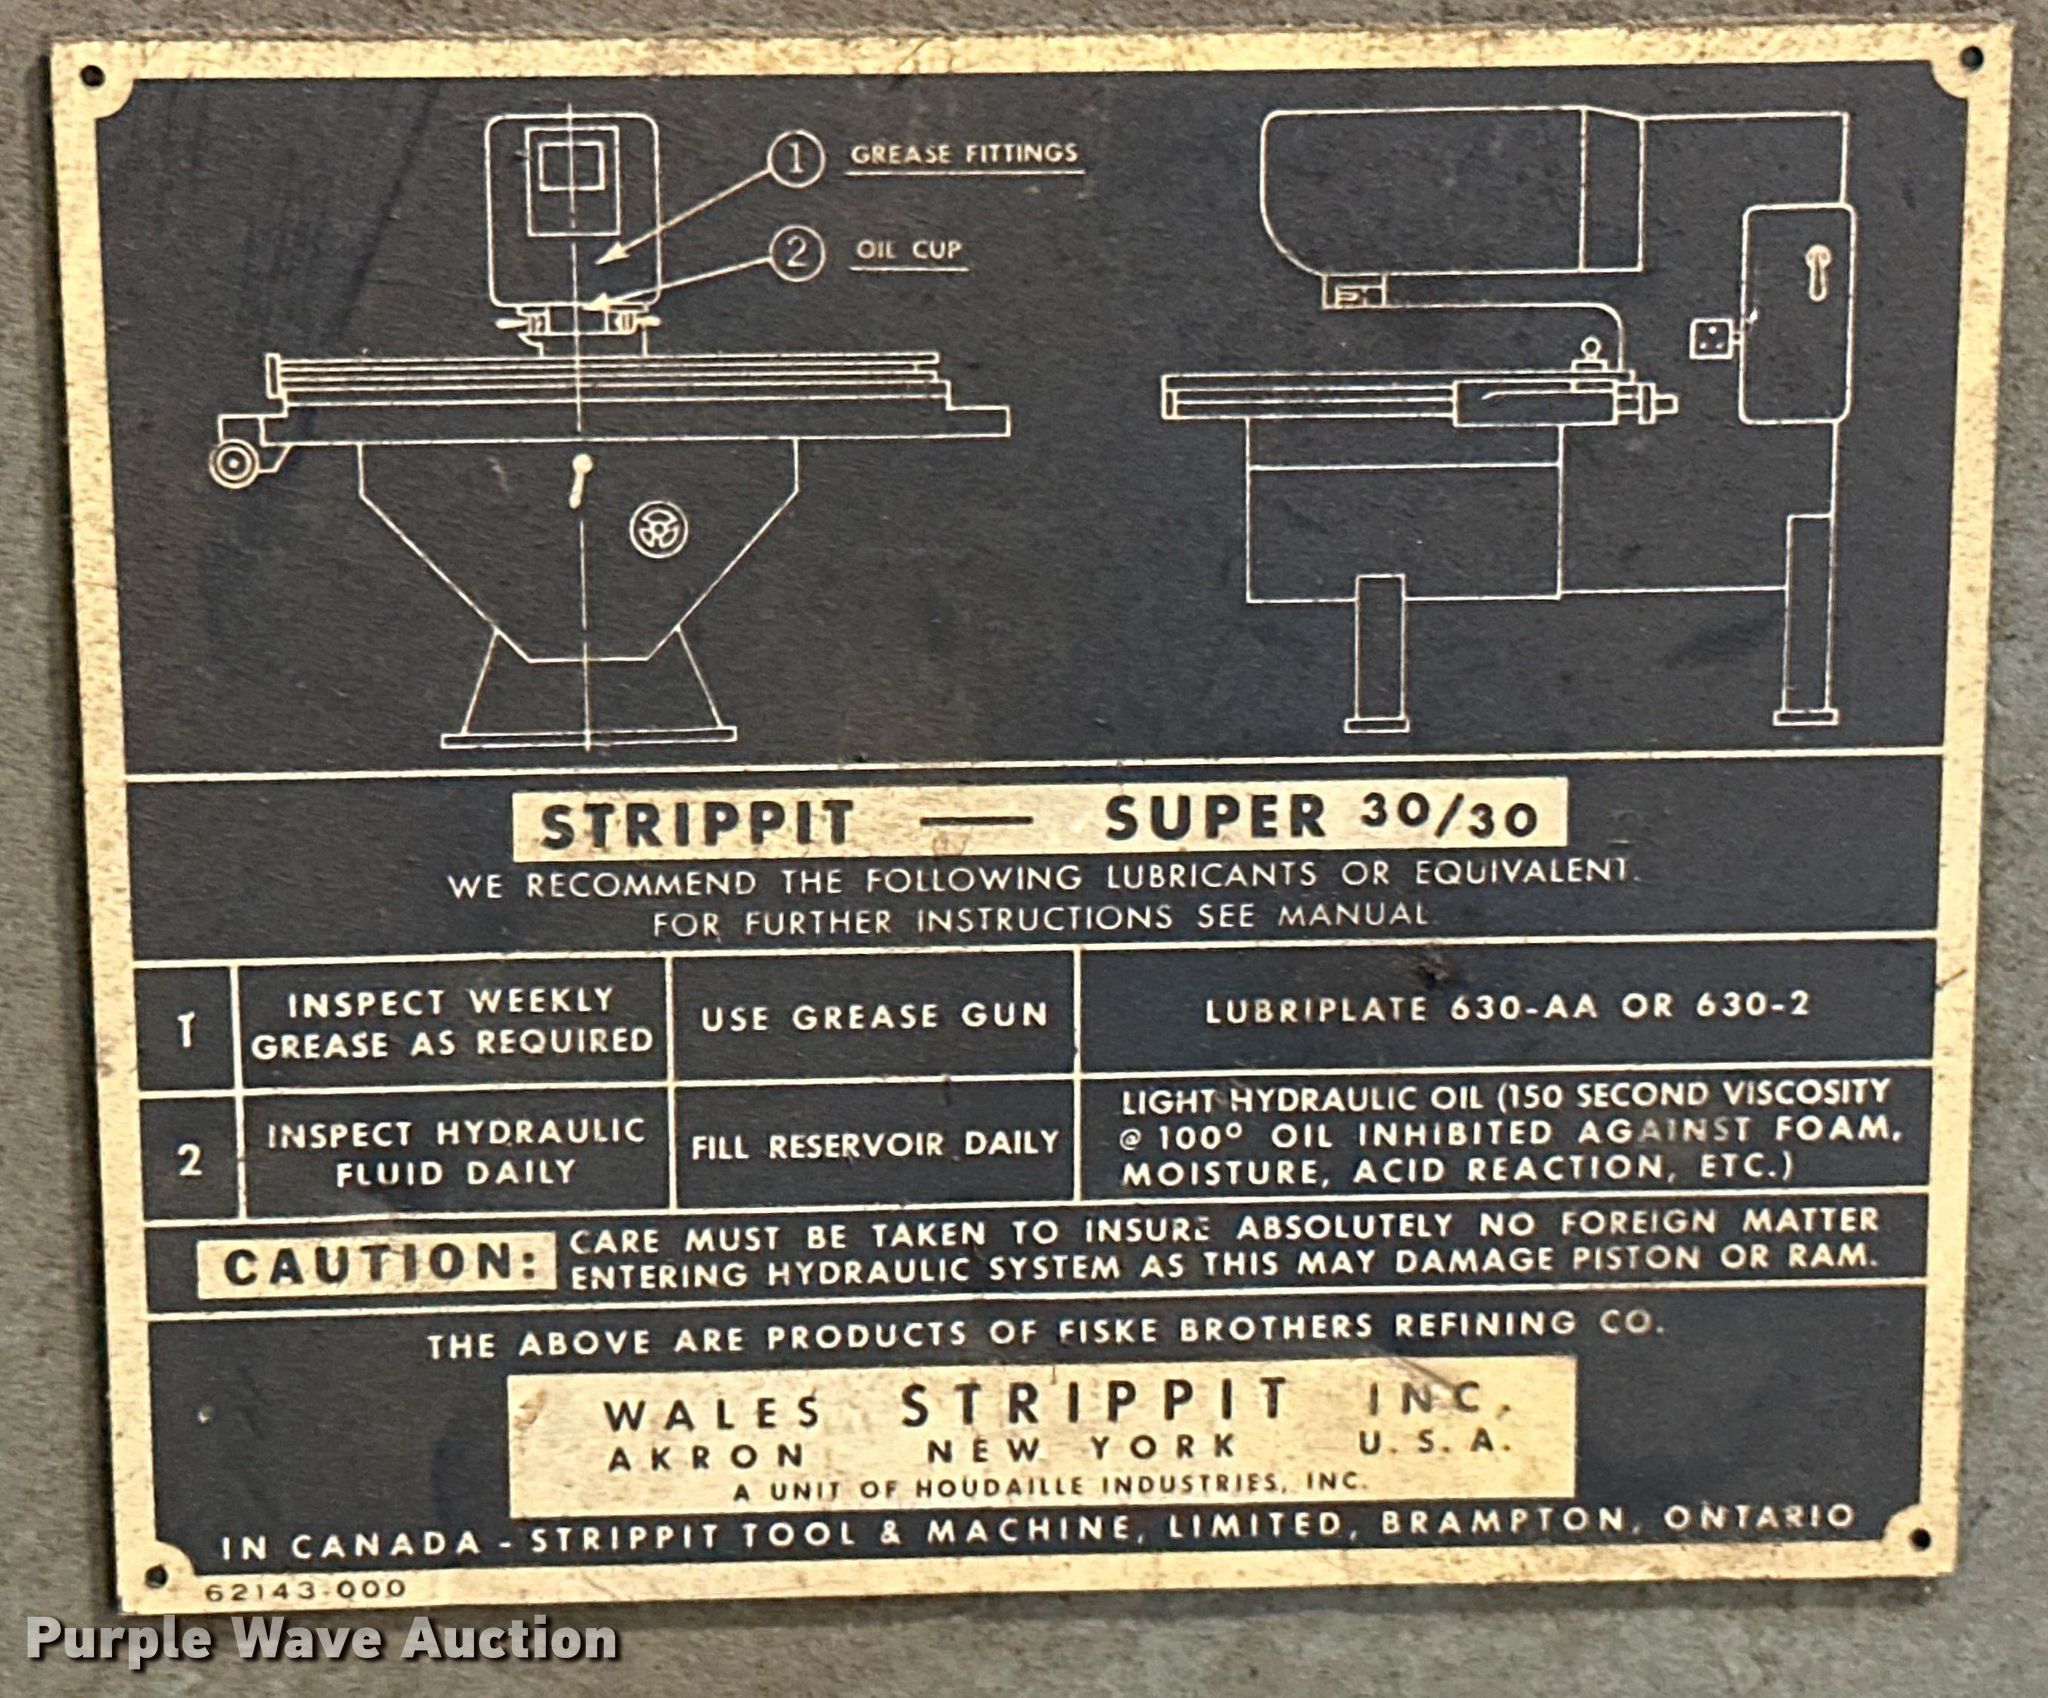 1 GREASE FITTINGS
2 OIL CUP
STRIPPIT — SUPER 30/30
WE RECOMMEND THE FOLLOWING LUBRICANTS OR EQUIVALENT.
FOR FURTHER INSTRUCTIONS SEE MANUAL
1
INSPECT WEEKLY
GREASE AS REQUIRED
USE GREASE GUN
LUBRIPLATE 630-AA OR 630-2
2
INSPECT HYDRAULIC
FLUID DAILY
FILL RESERVOIR DAILY
LIGHT HYDRAULIC OIL (150 SECOND VISCOSITY
@ 100° OIL INHIBITED AGAINST FOAM,
MOISTURE, ACID REACTION, ETC.)
CAUTION:
CARE MUST BE TAKEN TO INSURE ABSOLUTELY NO FOREIGN MATTER
ENTERING HYDRAULIC SYSTEM AS THIS MAY DAMAGE PISTON OR RAM.
THE ABOVE ARE PRODUCTS OF FISKE BROTHERS REFINING CO.
WALES STRIPPIT INC.
AKRON NEW YORK U.S.A.
A UNIT OF HOUDAILLE INDUSTRIES, INC.
IN CANADA - STRIPPIT TOOL & MACHINE, LIMITED, BRAMPTON, ONTARIO
62143-000
Purple Wave Auction